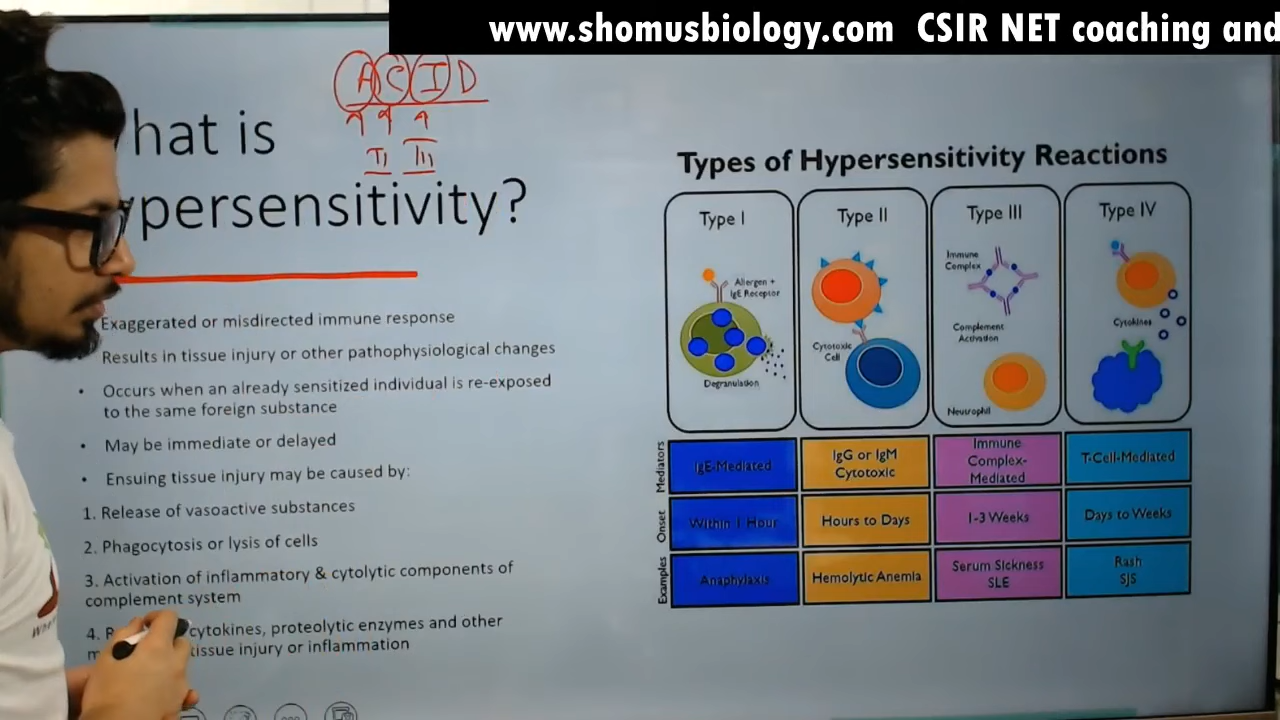 www.shomusbiology.com CSIR NET coaching and
ACID
II III
hat is
ypersensitivity?
Exaggerated or misdirected immune response
Results in tissue injury or other pathophysiological changes
• Occurs when an already sensitized individual is re-exposed
to the same foreign substance
• May be immediate or delayed
• Ensuing tissue injury may be caused by:
1. Release of vasoactive substances
2. Phagocytosis or lysis of cells
3. Activation of inflammatory & cytolytic components of
complement system
4. cytokines, proteolytic enzymes and other
tissue injury or inflammation
Types of Hypersensitivity Reactions
Type I
Allergen +
IgE Receptor
Degranulation
Type II
Cytotoxic
Cell
Type III
Immune
Complex
Complement
Activation
Neutrophil
Type IV
Cytokines
Mediators
IgE-Mediated
IgG or IgM
Cytotoxic
Immune
Complex-
Mediated
T-Cell-Mediated
Onset
Within 1 Hour
Hours to Days
1-3 Weeks
Days to Weeks
Examples
Anaphylaxis
Hemolytic Anemia
Serum Sickness
SLE
Rash
SJS